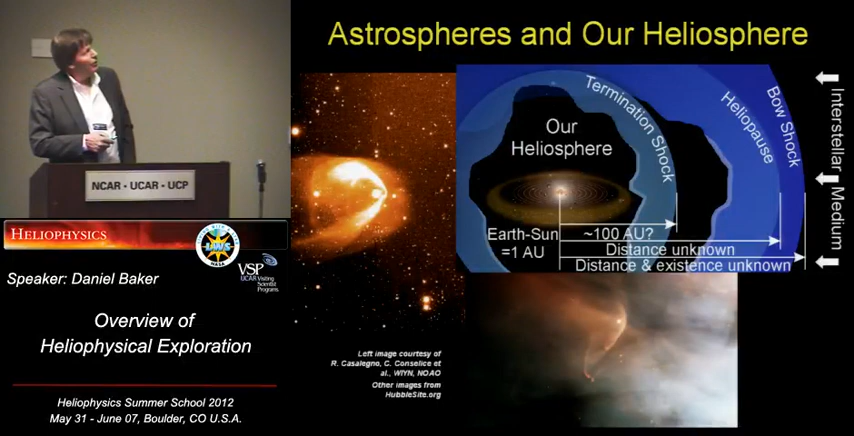 Astrospheres and Our Heliosphere
NCAR • UCAR • UCP
HELIOPHYSICS
LWS
NASA
VSP
UCAR Visiting
Scientist
Programs
Speaker: Daniel Baker
Overview of
Heliophysical Exploration
Heliophysics Summer School 2012
May 31 - June 07, Boulder, CO U.S.A.
Left image courtesy of
R. Casalegno, C. Conselice et
al., WIYN, NOAO
Other images from
HubbleSite.org
Our
Heliosphere
Termination Shock
Heliopause
Bow Shock
Interstellar Medium
Earth-Sun
=1 AU
~100 AU?
Distance unknown
Distance & existence unknown